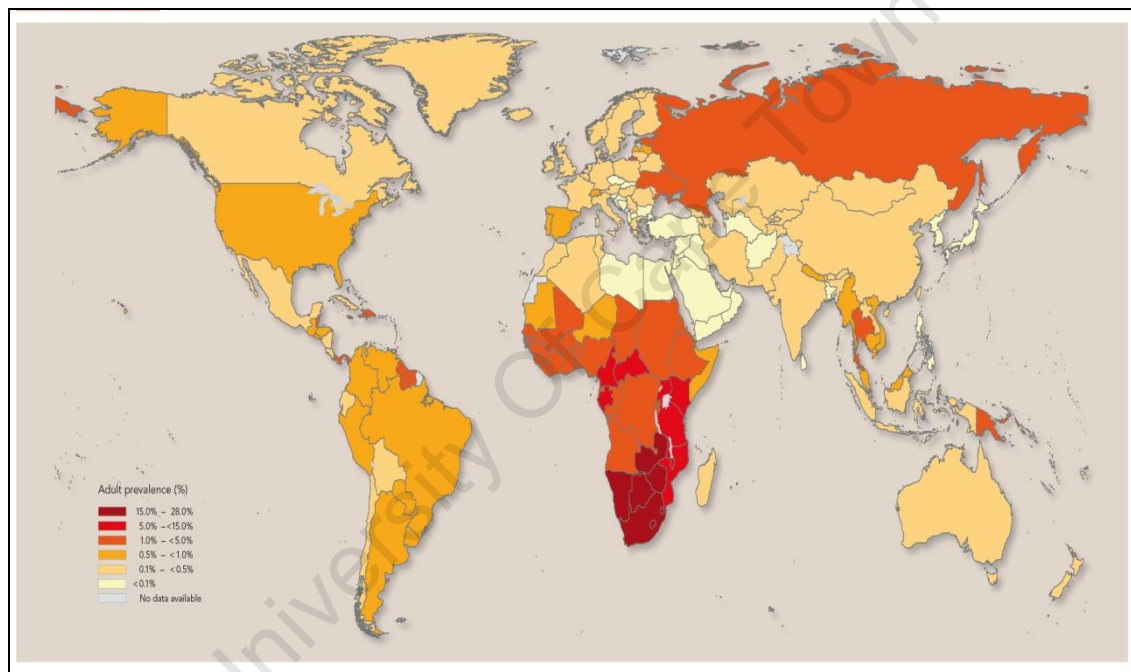 Adult prevalence (%)
15.0% – 28.0%
5.0% – <15.0%
1.0% – <5.0%
0.5% – <1.0%
0.1% – <0.5%
<0.1%
No data available
University Of Cape Town